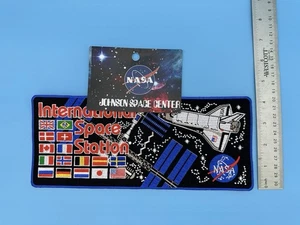 NASA
JOHNSON SPACE CENTER
International
Space
Station
NASA